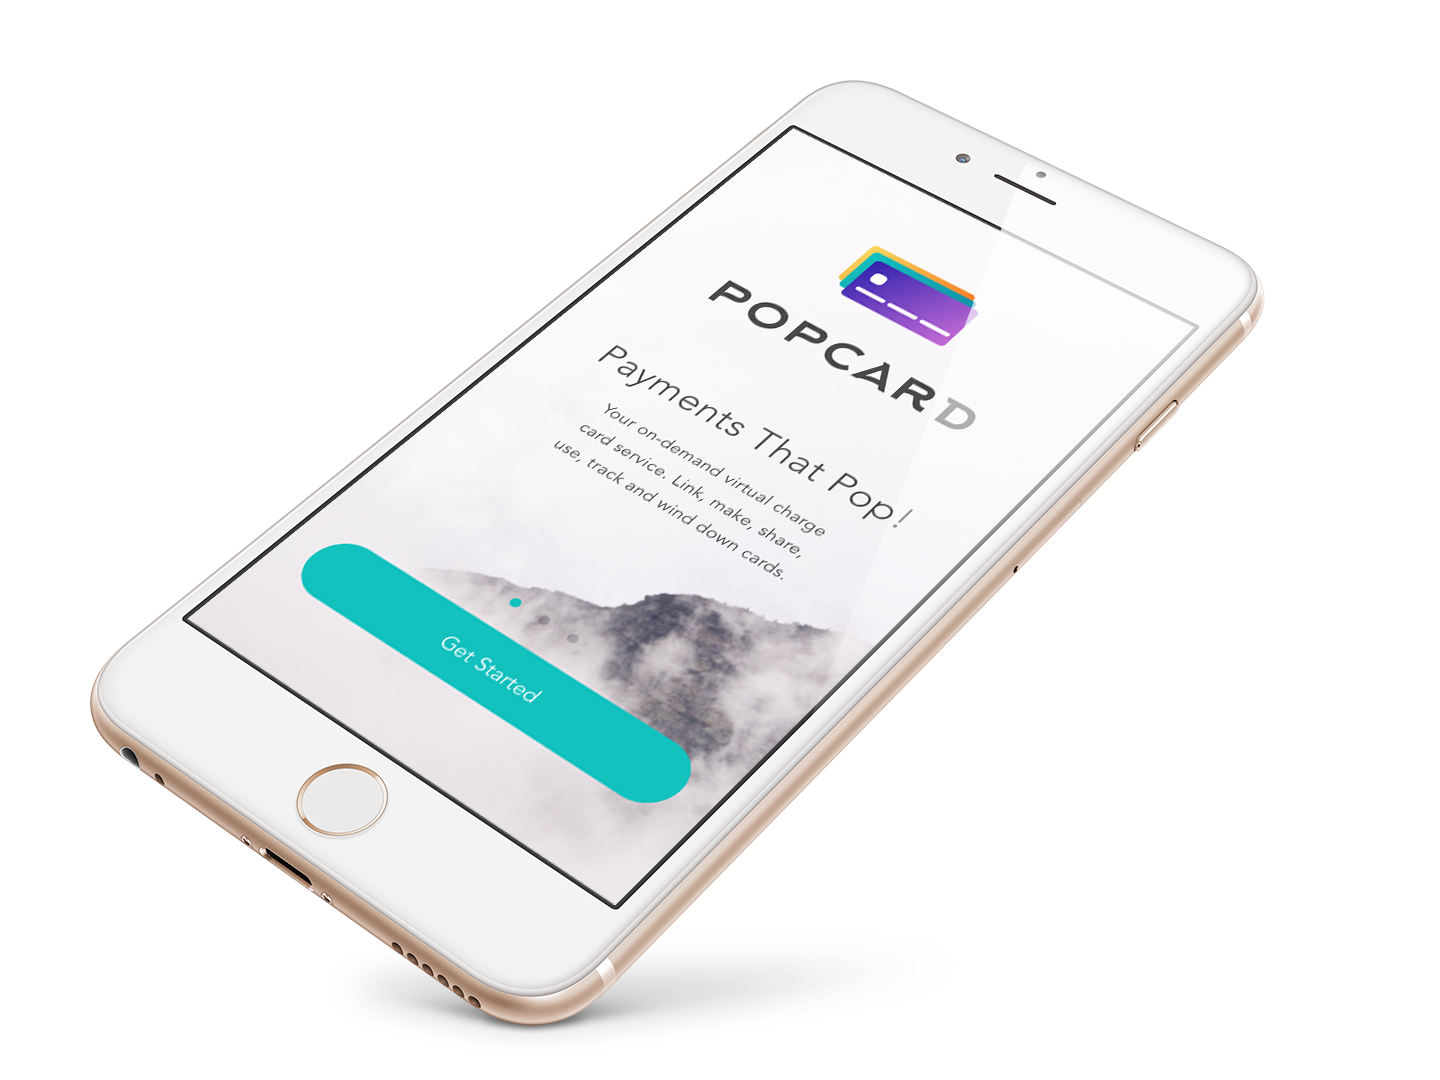 POPCARD
Payments That Pop!
Your on-demand virtual charge
card service. Link, make, share,
use, track and wind down cards.
Get Started